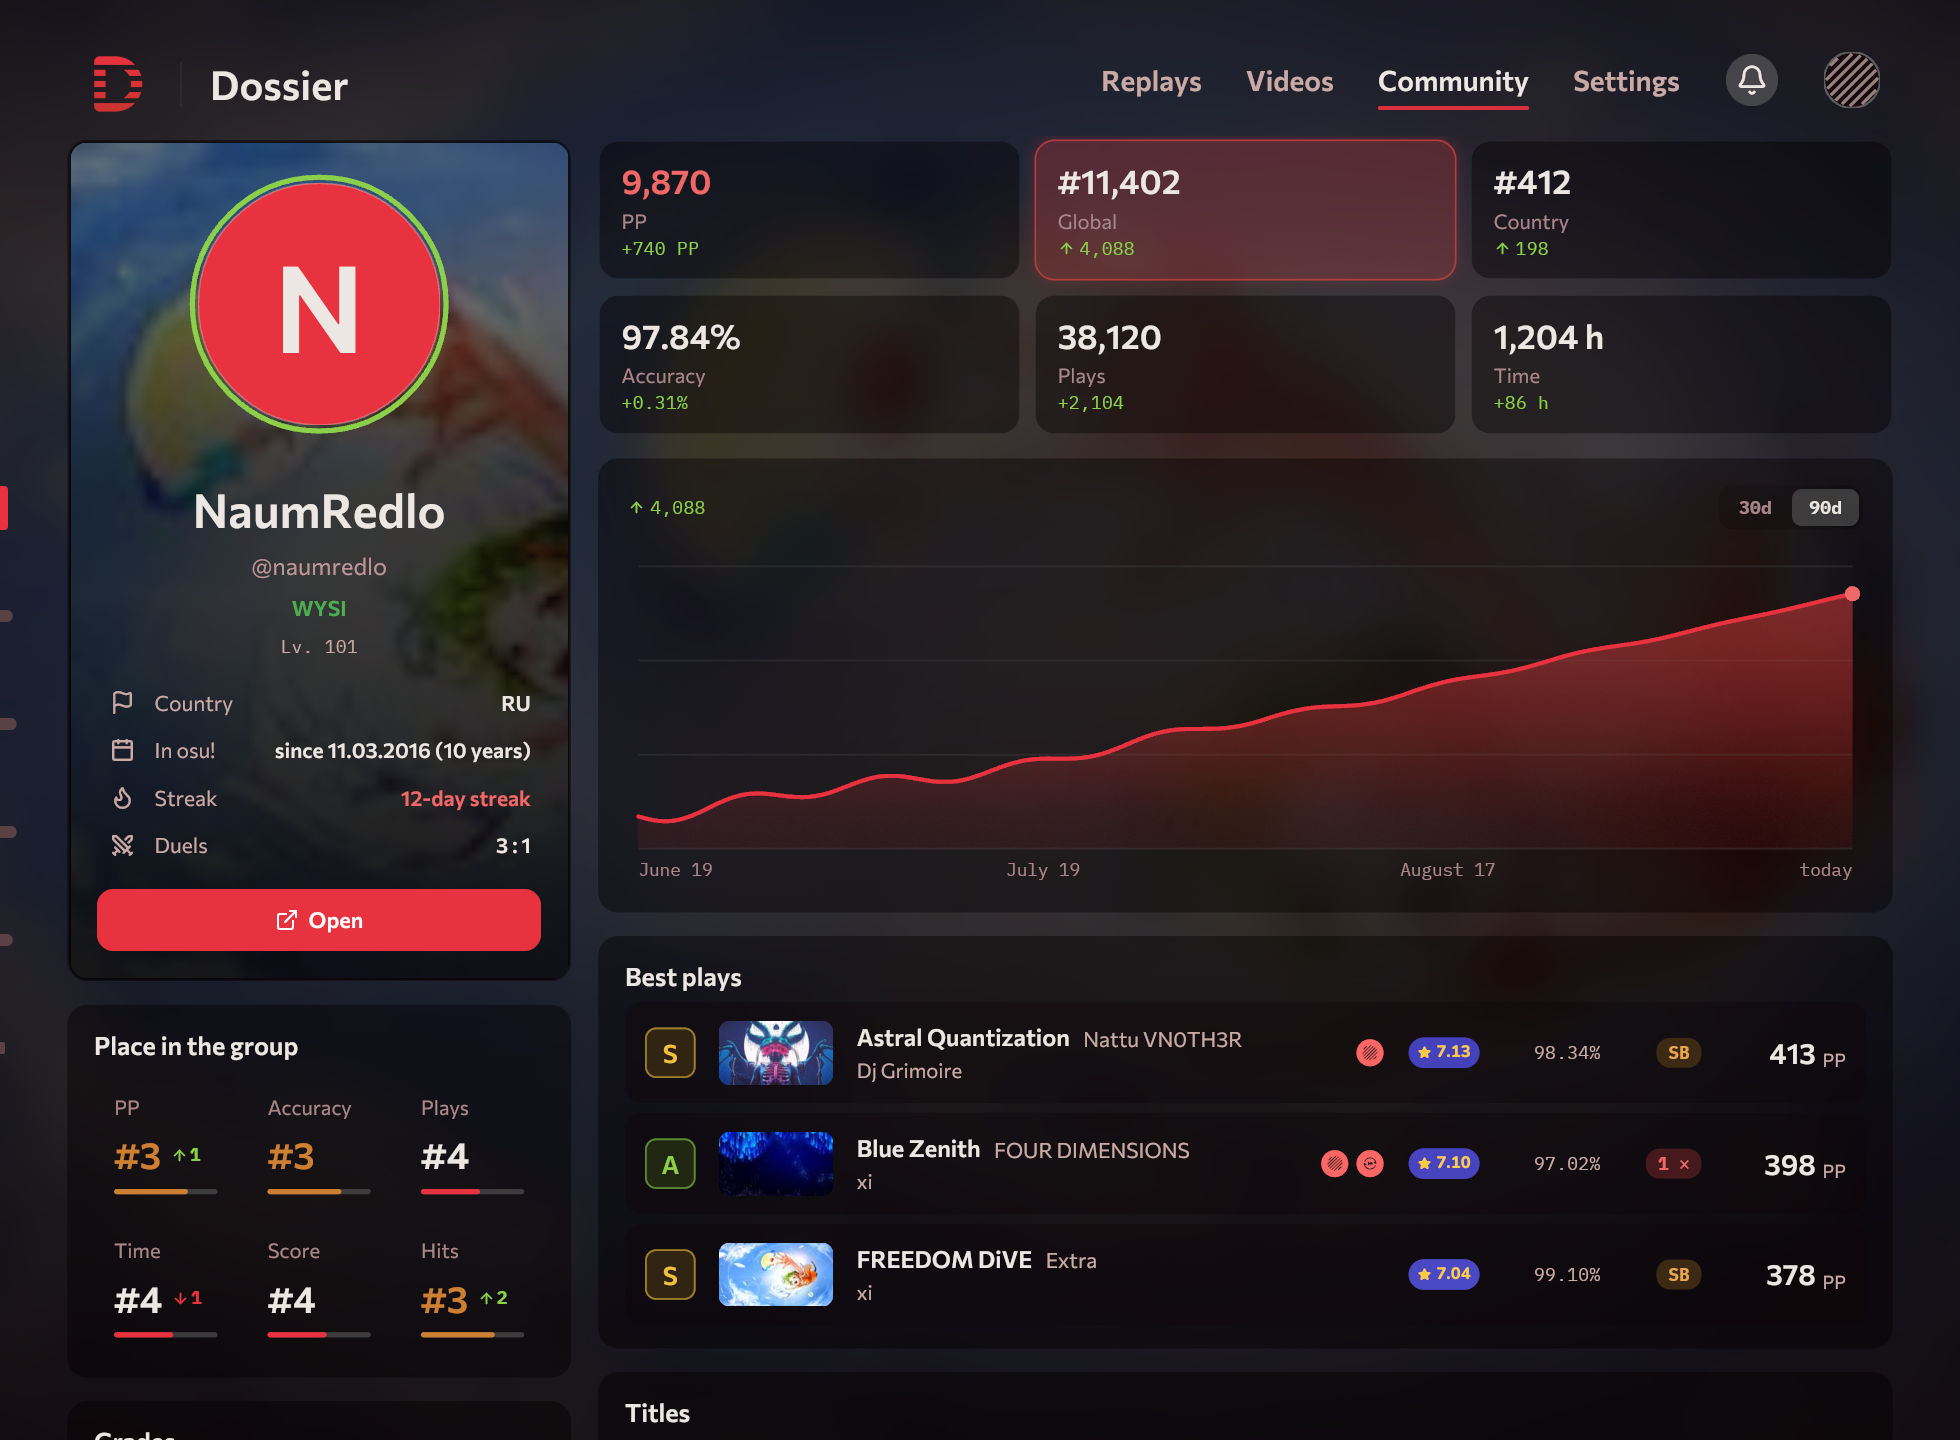 Dossier
Replays
Videos
Community
Settings
N
NaumRedlo
@naumredlo
WYSI
Lv. 101
Country RU
In osu! since 11.03.2016 (10 years)
Streak 12-day streak
Duels 3 : 1
Open
9,870
PP
+740 PP
#11,402
Global
↑ 4,088
#412
Country
↑ 198
97.84%
Accuracy
+0.31%
38,120
Plays
+2,104
1,204 h
Time
+86 h
↑ 4,088
30d 90d
June 19 July 19 August 17 today
Place in the group
PP Accuracy Plays
#3 ↑1 #3 #4
Time Score Hits
#4 ↓1 #4 #3 ↑2
Best plays
S Astral Quantization Nattu VN0TH3R ★ 7.13 98.34% SB 413 PP
Dj Grimoire
A Blue Zenith FOUR DIMENSIONS ★ 7.10 97.02% 1 × 398 PP
xi
S FREEDOM DiVE Extra ★ 7.04 99.10% SB 378 PP
xi
Titles